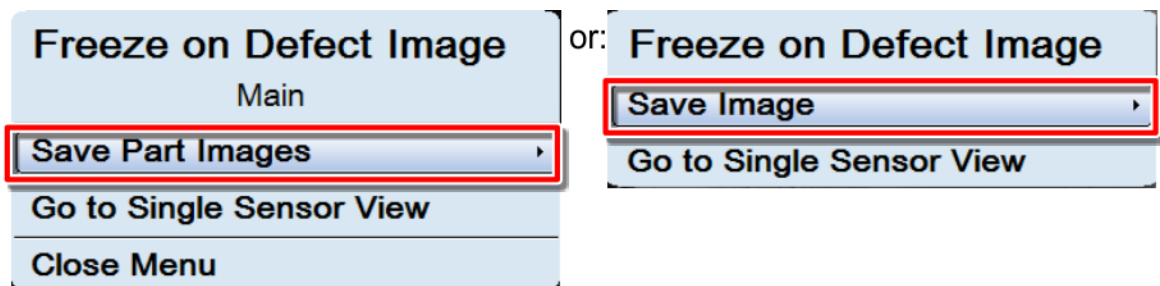 Freeze on Defect Image
Main
Save Part Images
Go to Single Sensor View
Close Menu
or:
Freeze on Defect Image
Save Image
Go to Single Sensor View